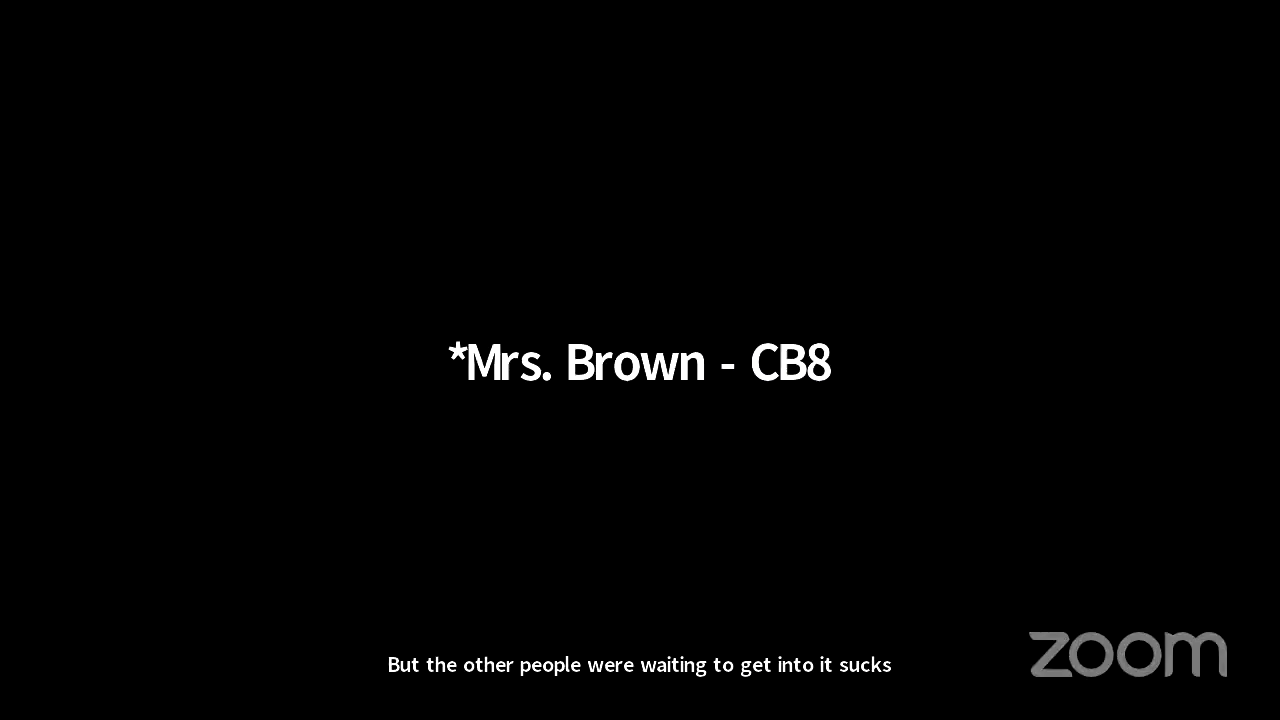 *Mrs. Brown - CB8
But the other people were waiting to get into it sucks
zoom